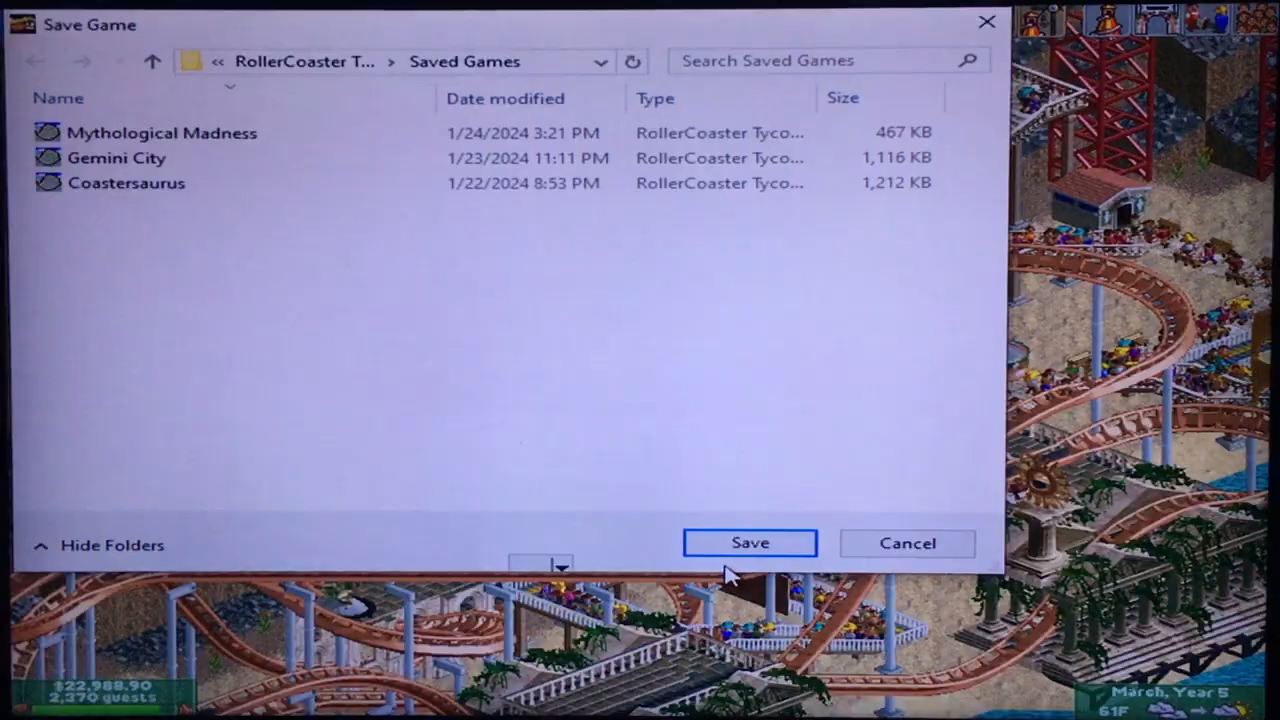 Save Game
« RollerCoaster T... › Saved Games
Search Saved Games
Name Date modified Type Size
Mythological Madness 1/24/2024 3:21 PM RollerCoaster Tyco... 467 KB
Gemini City 1/23/2024 11:11 PM RollerCoaster Tyco... 1,116 KB
Coastersaurus 1/22/2024 8:53 PM RollerCoaster Tyco... 1,212 KB
Hide Folders
Save
Cancel
$22,988.90
2,370 guests
March, Year 5
61F